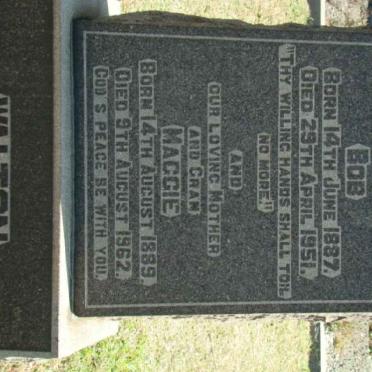 BOB
BORN 14TH JUNE 1887.
DIED 29TH APRIL 1951.
"THY WILLING HANDS SHALL TOIL
NO MORE."
AND
OUR LOVING MOTHER
AND GRAN
MAGGIE
BORN 14TH AUGUST 1889.
DIED 9TH AUGUST 1962.
GOD'S PEACE BE WITH YOU.
WALTON